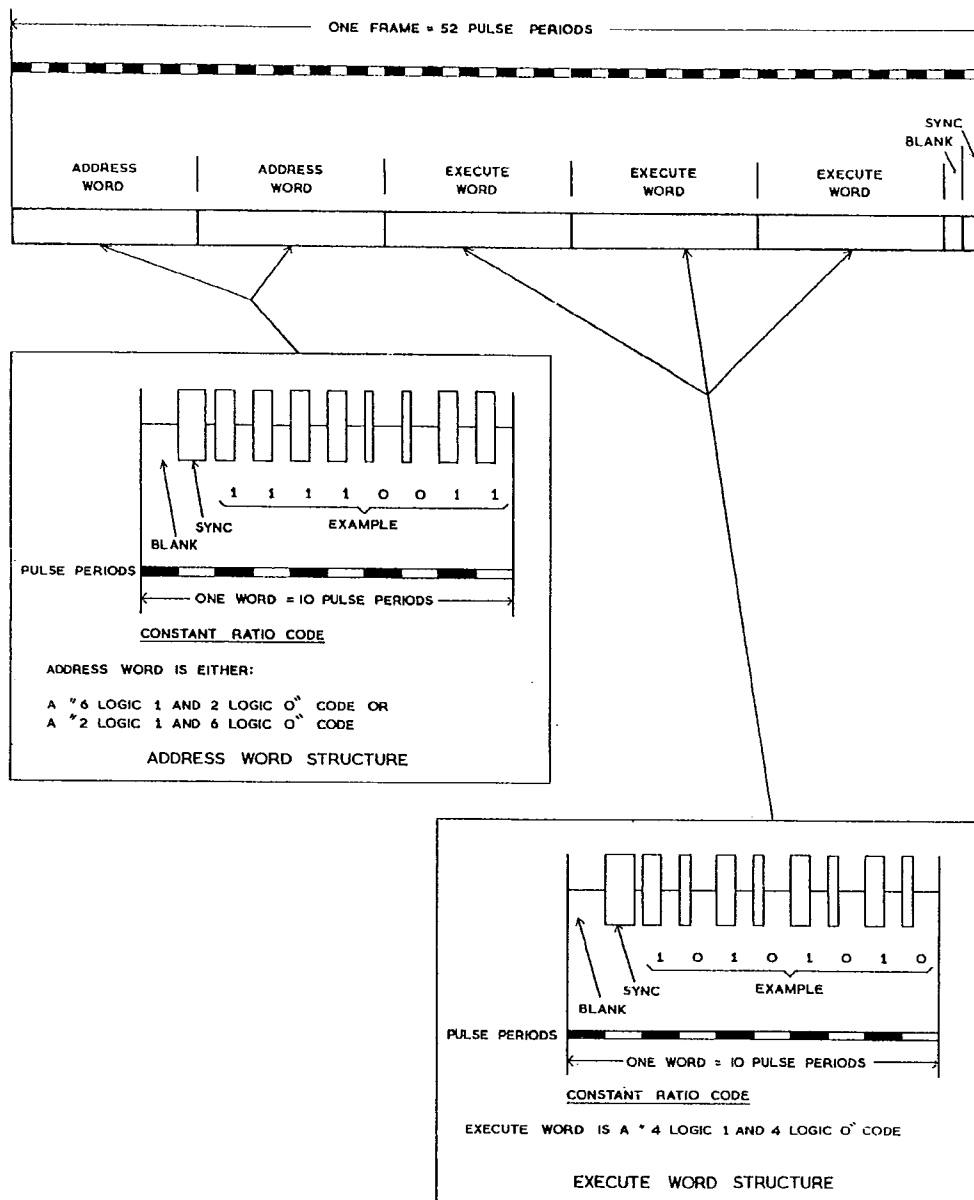 ONE FRAME = 52 PULSE PERIODS
SYNC
BLANK
ADDRESS WORD
ADDRESS WORD
EXECUTE WORD
EXECUTE WORD
EXECUTE WORD
1 1 1 1 0 0 1 1
EXAMPLE
SYNC
BLANK
PULSE PERIODS
ONE WORD = 10 PULSE PERIODS
CONSTANT RATIO CODE
ADDRESS WORD IS EITHER:
A "6 LOGIC 1 AND 2 LOGIC 0" CODE OR
A "2 LOGIC 1 AND 6 LOGIC 0" CODE
ADDRESS WORD STRUCTURE
1 0 1 0 1 0 1 0
EXAMPLE
SYNC
BLANK
PULSE PERIODS
ONE WORD = 10 PULSE PERIODS
CONSTANT RATIO CODE
EXECUTE WORD IS A "4 LOGIC 1 AND 4 LOGIC 0" CODE
EXECUTE WORD STRUCTURE